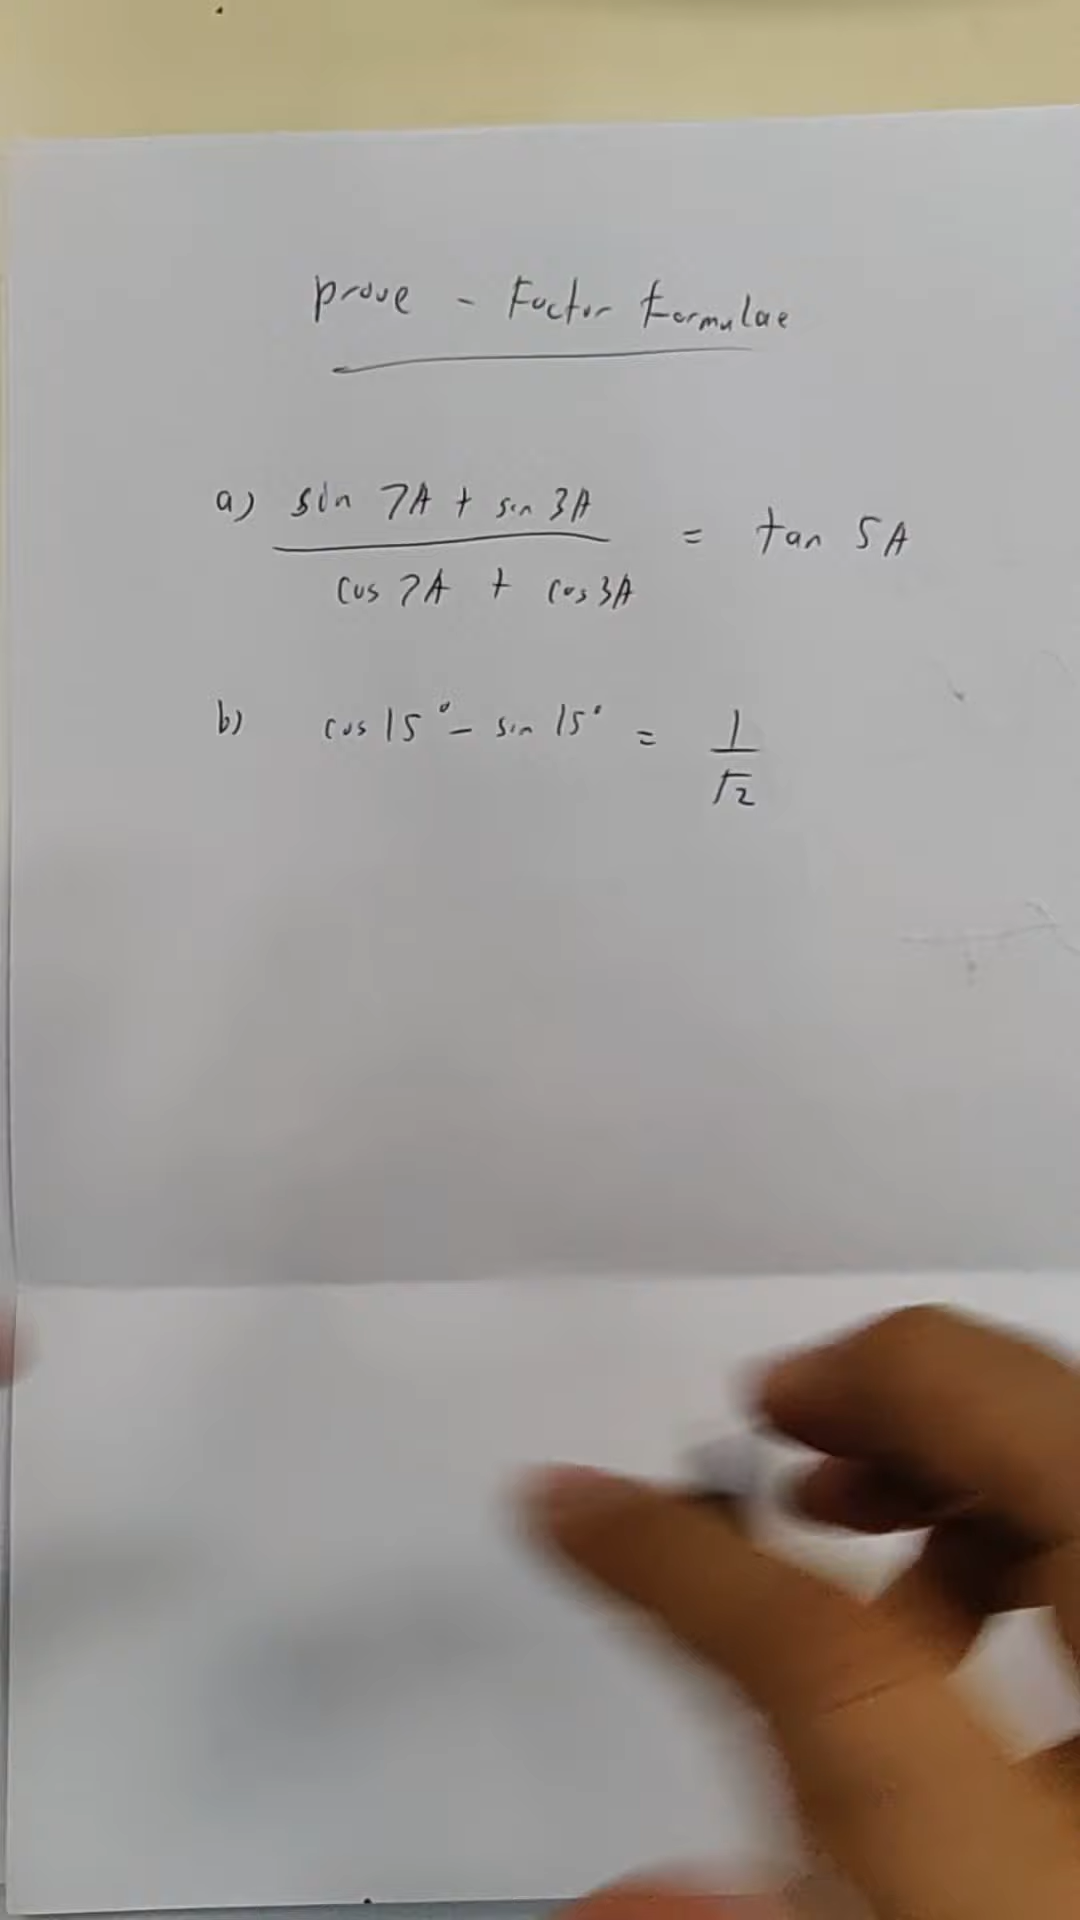 prove - Factor Formulae
a) sin 7A + sin 3A / cos 7A + cos 3A = tan 5A
b) cos 15° - sin 15° = 1/√2